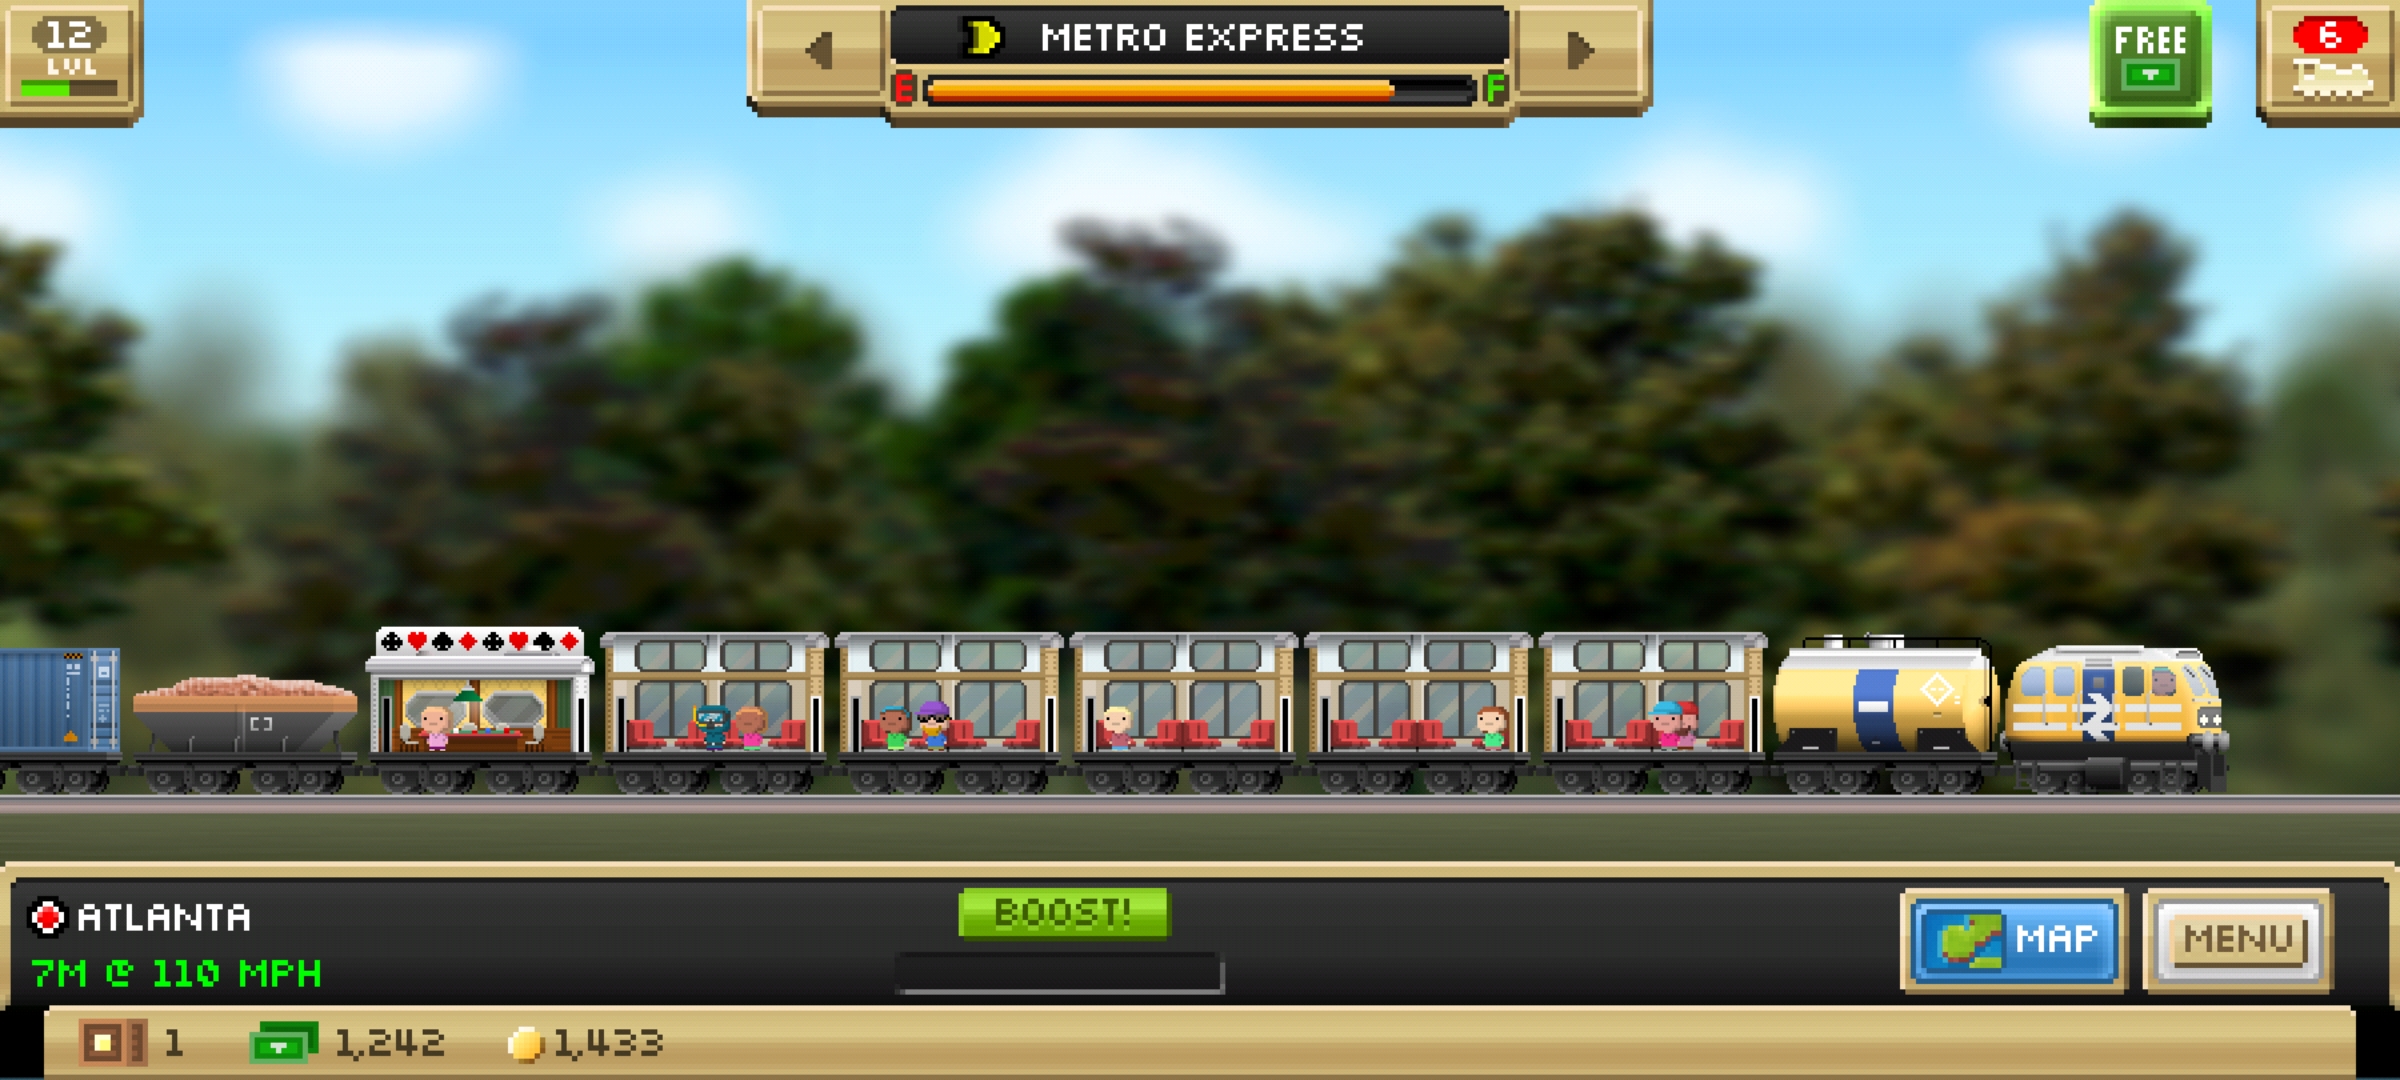 12
LVL
METRO EXPRESS
E F
FREE
6
ATLANTA
7M @ 110 MPH
BOOST!
MAP
MENU
1
1,242
1,433